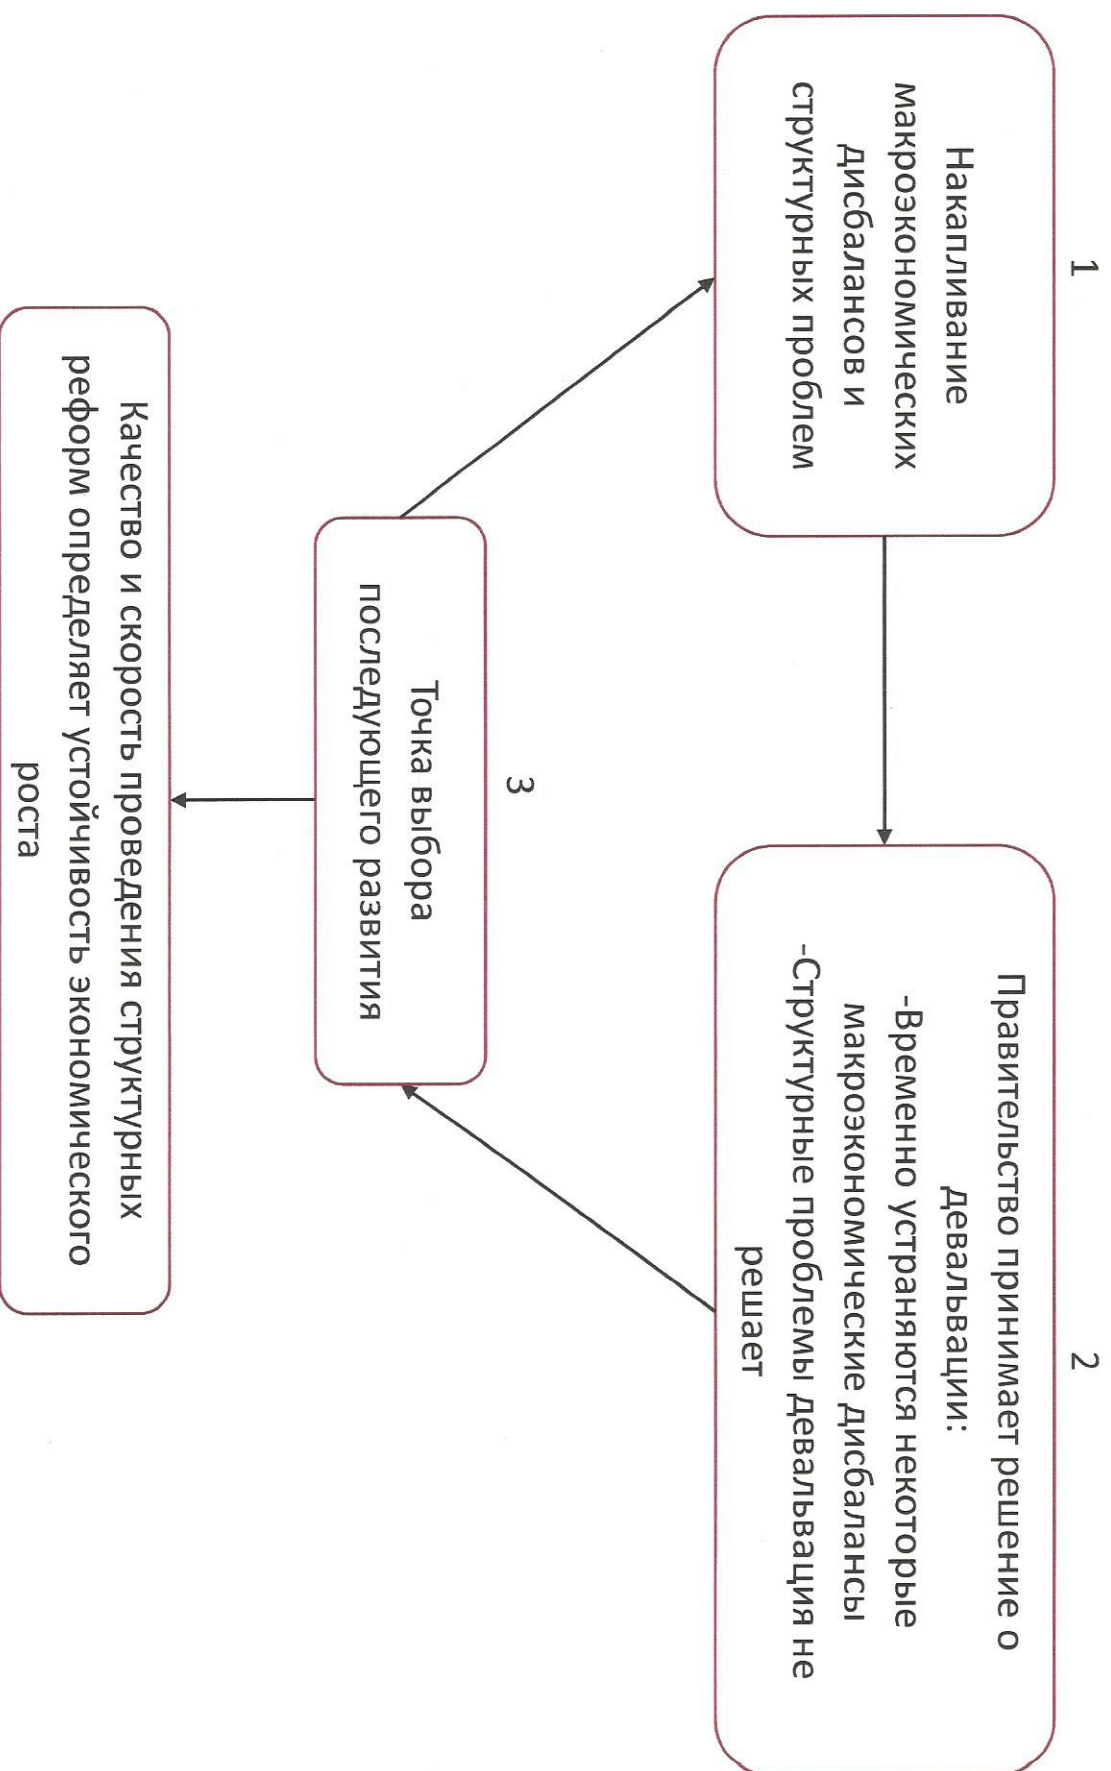 1
Накапливание
макроэкономических
дисбалансов и
структурных проблем
2
Правительство принимает решение о
девальвации:
-Временно устраняются некоторые
макроэкономические дисбалансы
-Структурные проблемы девальвация не
решает
3
Точка выбора
последующего развития
Качество и скорость проведения структурных
реформ определяет устойчивость экономического
роста